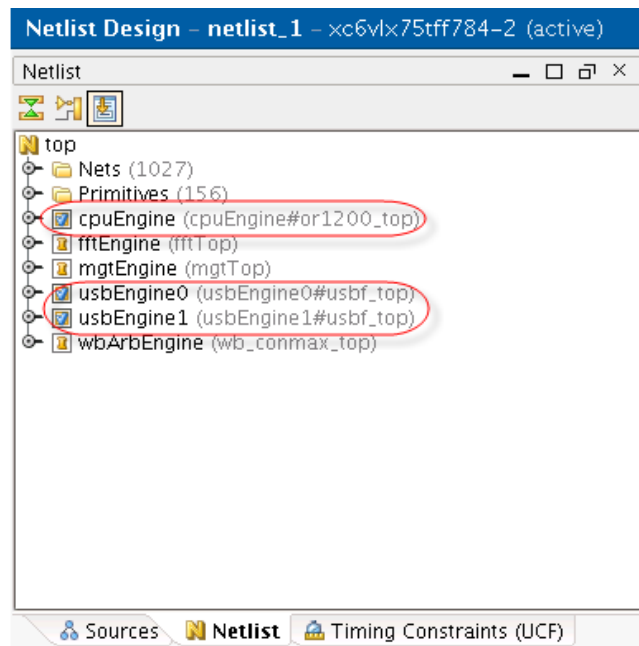 Netlist Design - netlist_1 - xc6vlx75tff784-2 (active)
Netlist
top
Nets (1027)
Primitives (156)
cpuEngine (cpuEngine#or1200_top)
fftEngine (fftTop)
mgtEngine (mgtTop)
usbEngine0 (usbEngine0#usbf_top)
usbEngine1 (usbEngine1#usbf_top)
wbArbEngine (wb_conmax_top)
Sources Netlist Timing Constraints (UCF)